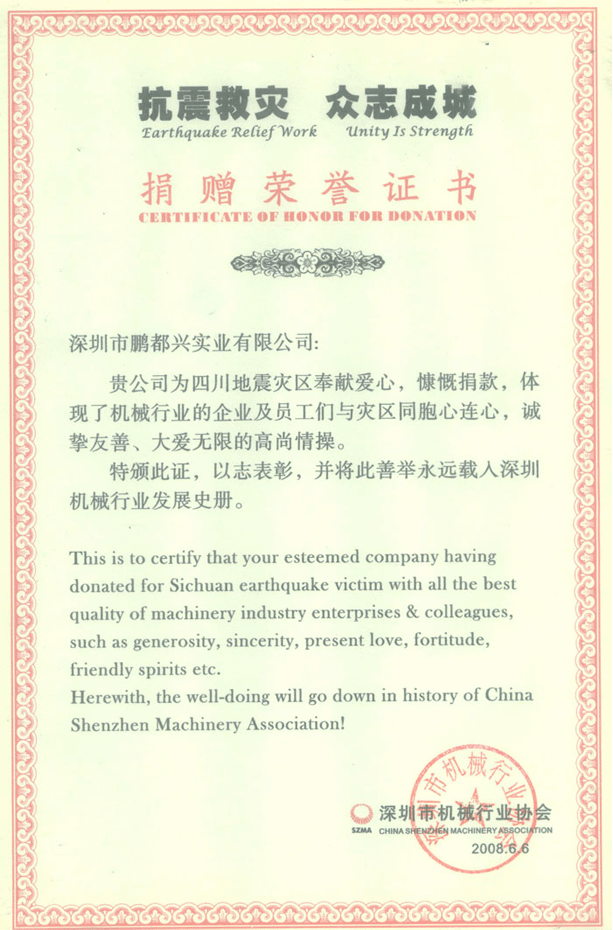 抗震救灾 众志成城
Earthquake Relief Work Unity Is Strength
捐赠荣誉证书
CERTIFICATE OF HONOR FOR DONATION
深圳市鹏都兴实业有限公司:
贵公司为四川地震灾区奉献爱心，慷慨捐款，体
现了机械行业的企业及员工们与灾区同胞心连心，诚
挚友善、大爱无限的高尚情操。
特颁此证，以志表彰，并将此善举永远载入深圳
机械行业发展史册。
This is to certify that your esteemed company having
donated for Sichuan earthquake victim with all the best
quality of machinery industry enterprises & colleagues,
such as generosity, sincerity, present love, fortitude,
friendly spirits etc.
Herewith, the well-doing will go down in history of China
Shenzhen Machinery Association!
深圳市机械行业协会
深圳市机械行业协会
SZMA CHINA SHENZHEN MACHINERY ASSOCIATION
2008.6.6